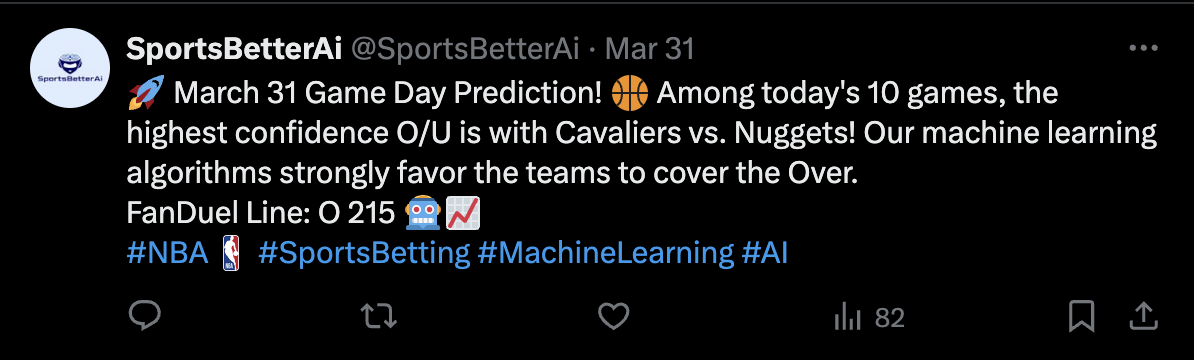 SportsBetterAi
SportsBetterAi @SportsBetterAi · Mar 31
🚀 March 31 Game Day Prediction! 🏀 Among today's 10 games, the
highest confidence O/U is with Cavaliers vs. Nuggets! Our machine learning
algorithms strongly favor the teams to cover the Over.
FanDuel Line: O 215 🤖📈
#NBA #SportsBetting #MachineLearning #AI
82